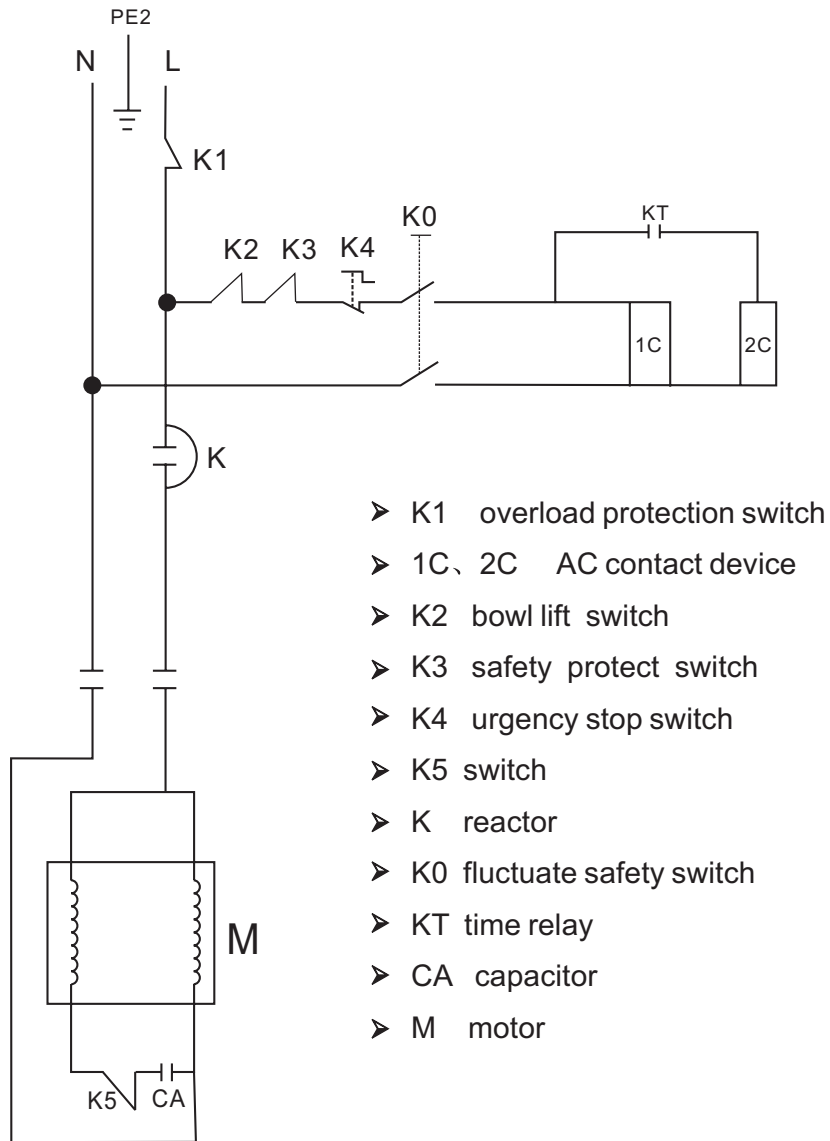 PE2
N L
K1
K0
KT
K2 K3 K4
1C 2C
K
➢ K1 overload protection switch
➢ 1C、2C AC contact device
➢ K2 bowl lift switch
➢ K3 safety protect switch
➢ K4 urgency stop switch
➢ K5 switch
➢ K reactor
➢ K0 fluctuate safety switch
➢ KT time relay
➢ CA capacitor
➢ M motor
M
K5 CA